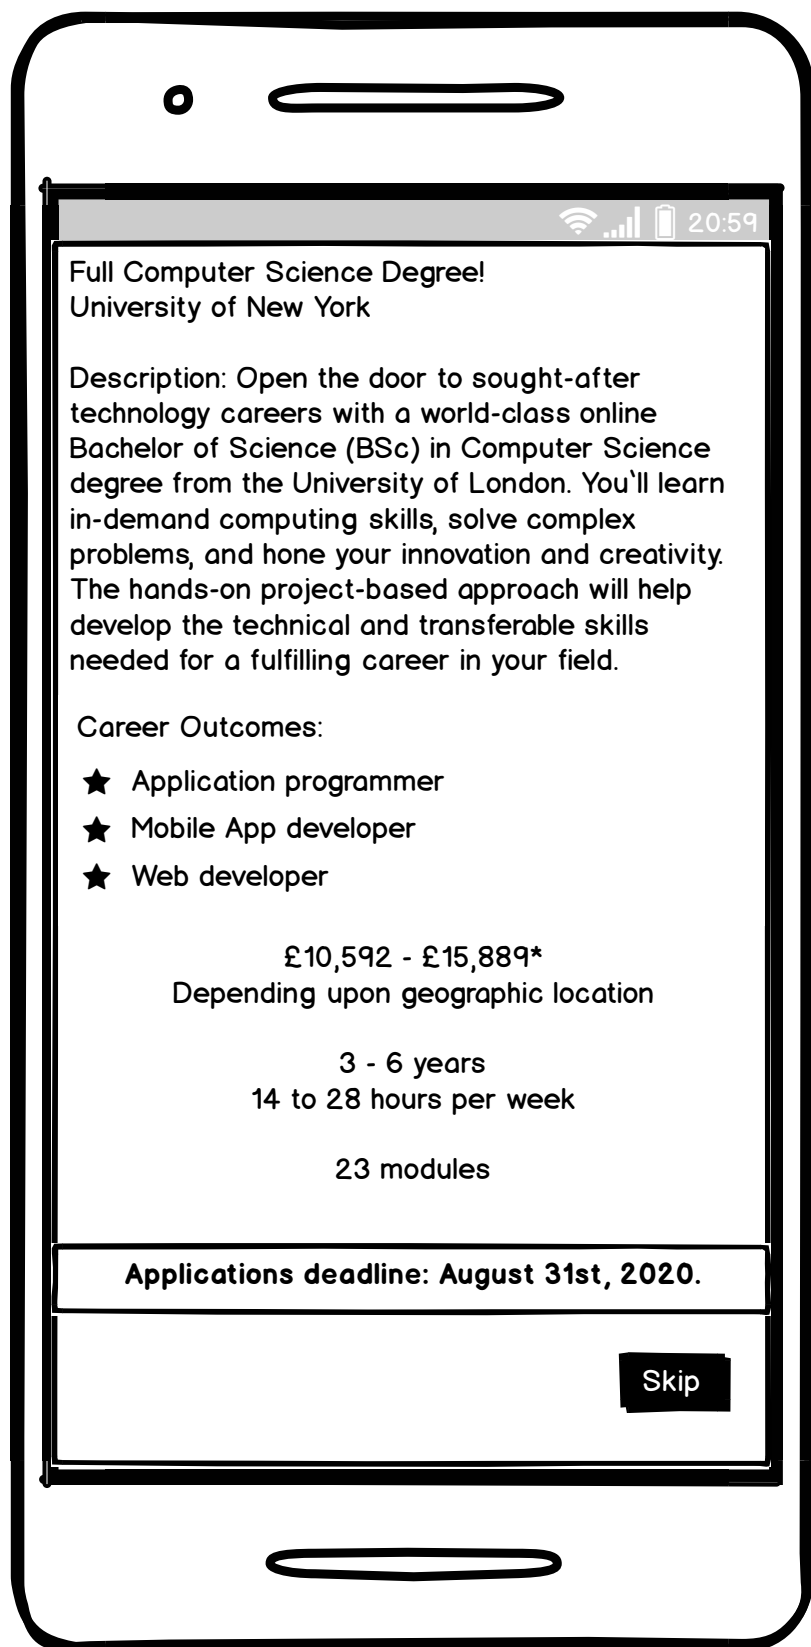 20:59
Full Computer Science Degree!
University of New York
Description: Open the door to sought-after
technology careers with a world-class online
Bachelor of Science (BSc) in Computer Science
degree from the University of London. You`ll learn
in-demand computing skills, solve complex
problems, and hone your innovation and creativity.
The hands-on project-based approach will help
develop the technical and transferable skills
needed for a fulfilling career in your field.
Career Outcomes:
★ Application programmer
★ Mobile App developer
★ Web developer
£10,592 - £15,889*
Depending upon geographic location
3 - 6 years
14 to 28 hours per week
23 modules
Applications deadline: August 31st, 2020.
Skip